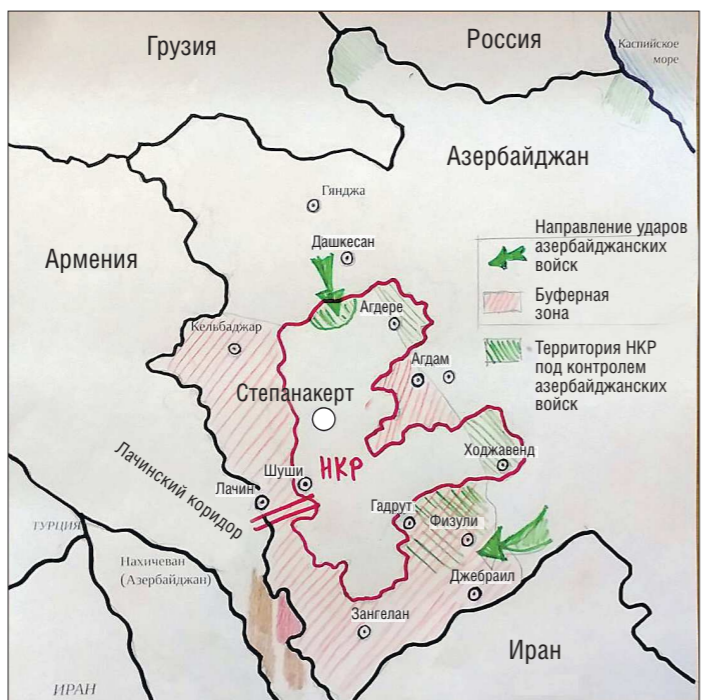 Грузия
Россия
Каспийское
море
Азербайджан
Гянджа
Дашкесан
Армения
Направление ударов
азербайджанских
войск
Буферная
зона
Территория НКР
под контролем
азербайджанских
войск
Агдере
Кельбаджар
Агдам
Степанакерт
Ходжавенд
Шуши
НКР
Лачин
Лачинский коридор
Гадрут
Физули
ТУРЦИЯ
Нахичеван
(Азербайджан)
Джебраил
Зангелан
Иран
ИРАН